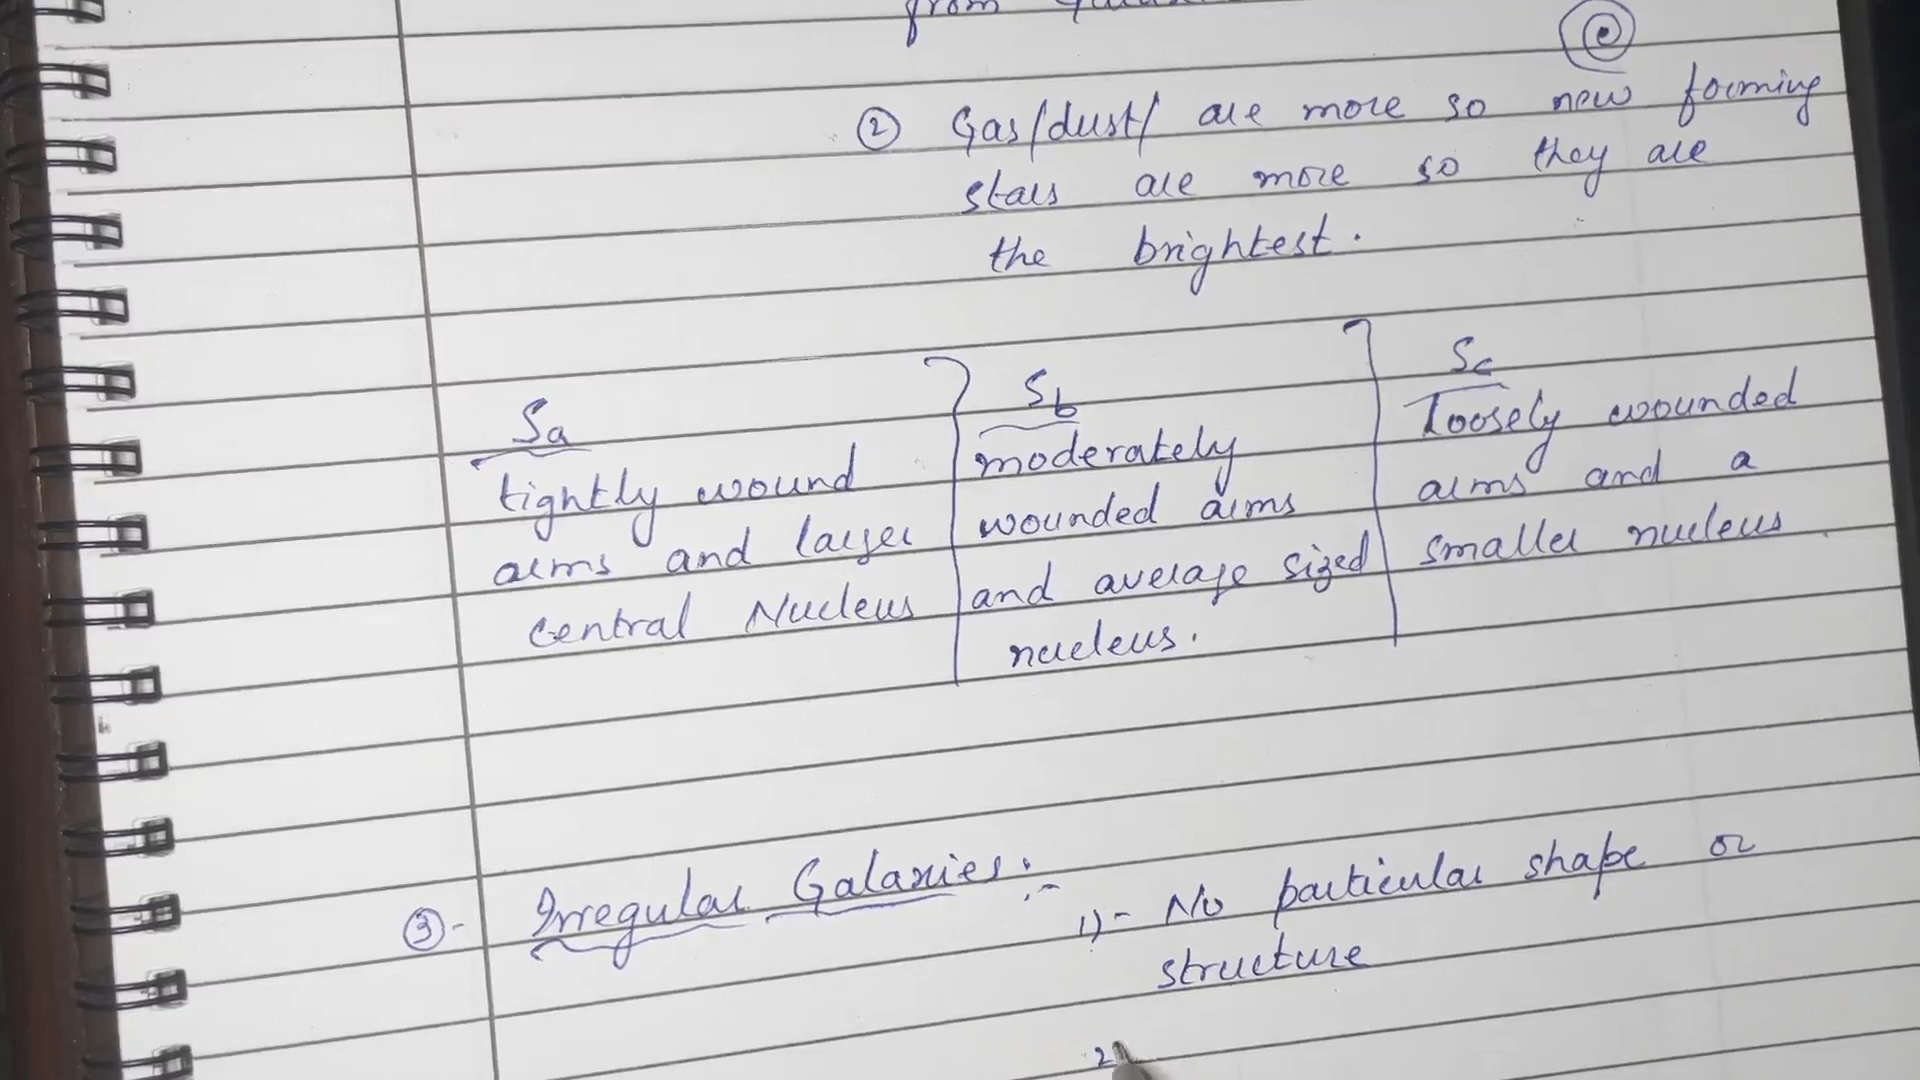 from
② Gas/dust/ are more so new forming
stars are more so they are
the brightest.
Sa
tightly wound
arms and larger
central Nucleus
Sb
moderately
wounded arms
and average sized
nucleus.
Sc
Loosely wounded
arms and a
smaller nucleus
③- Irregular Galaxies:-
1)- No particular shape or
structure
2